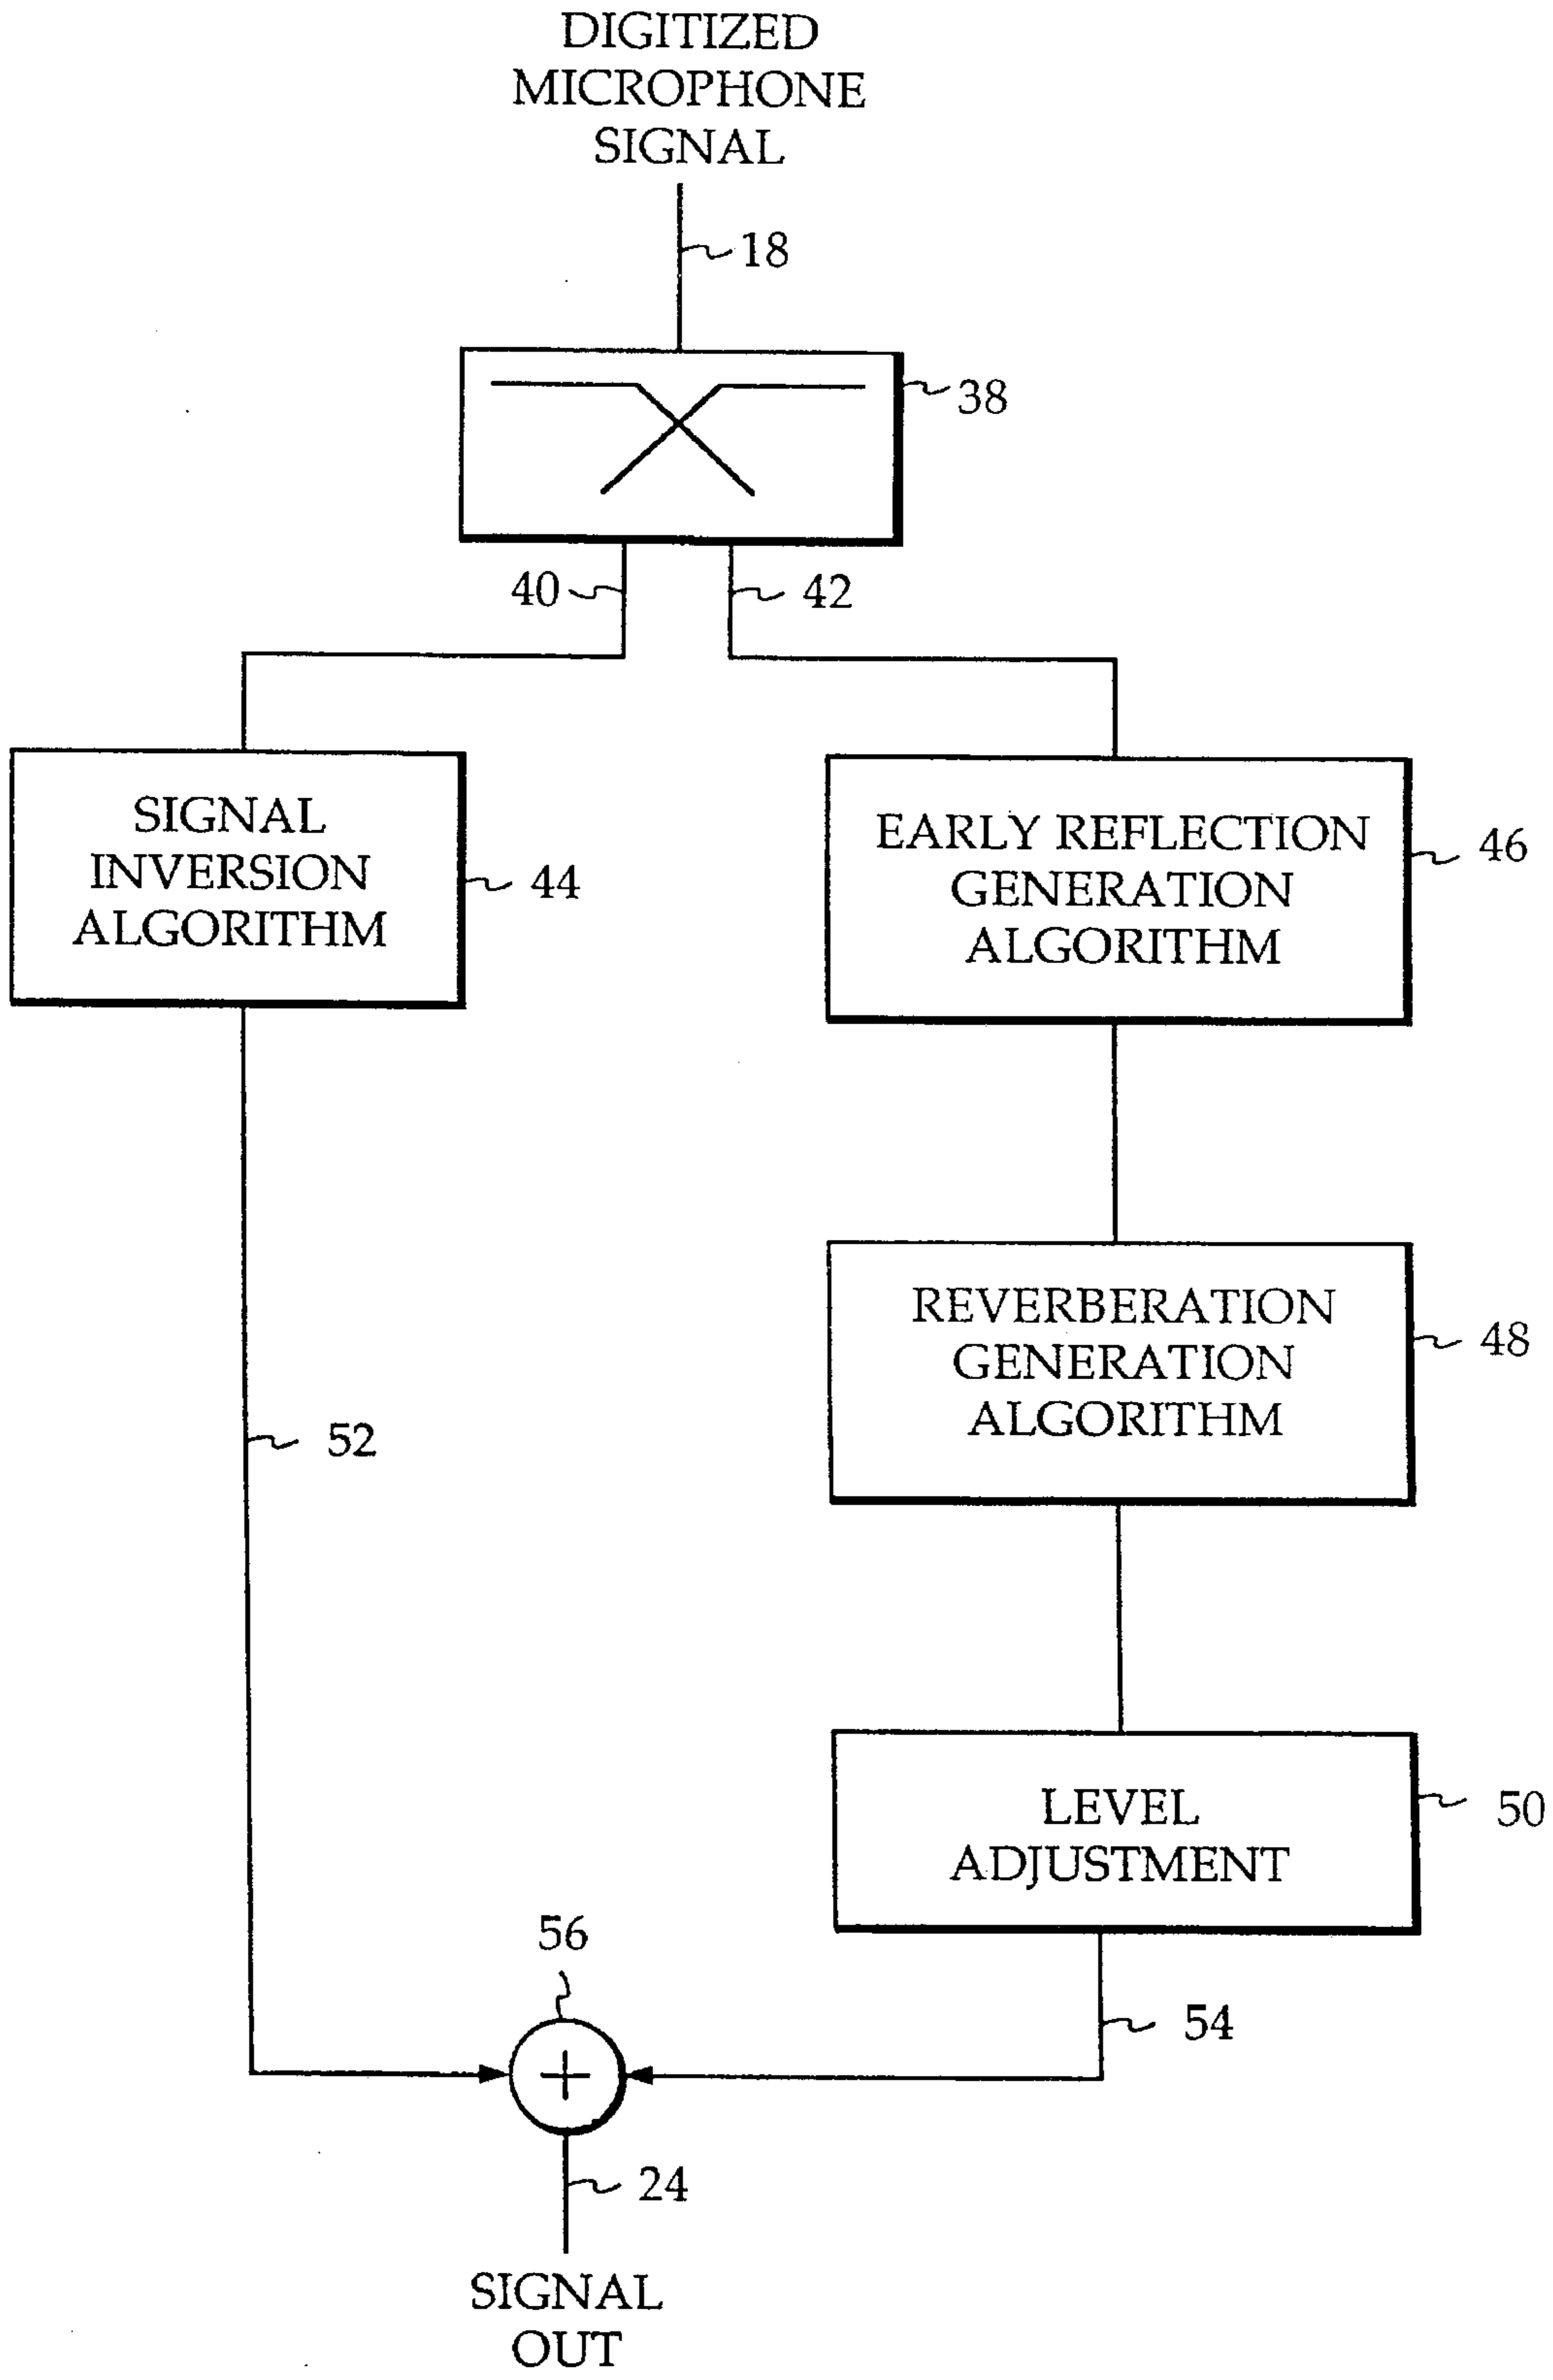 DIGITIZED
MICROPHONE
SIGNAL
18
38
40
42
SIGNAL
INVERSION
ALGORITHM
44
EARLY REFLECTION
GENERATION
ALGORITHM
46
REVERBERATION
GENERATION
ALGORITHM
48
52
LEVEL
ADJUSTMENT
50
56
54
24
SIGNAL
OUT